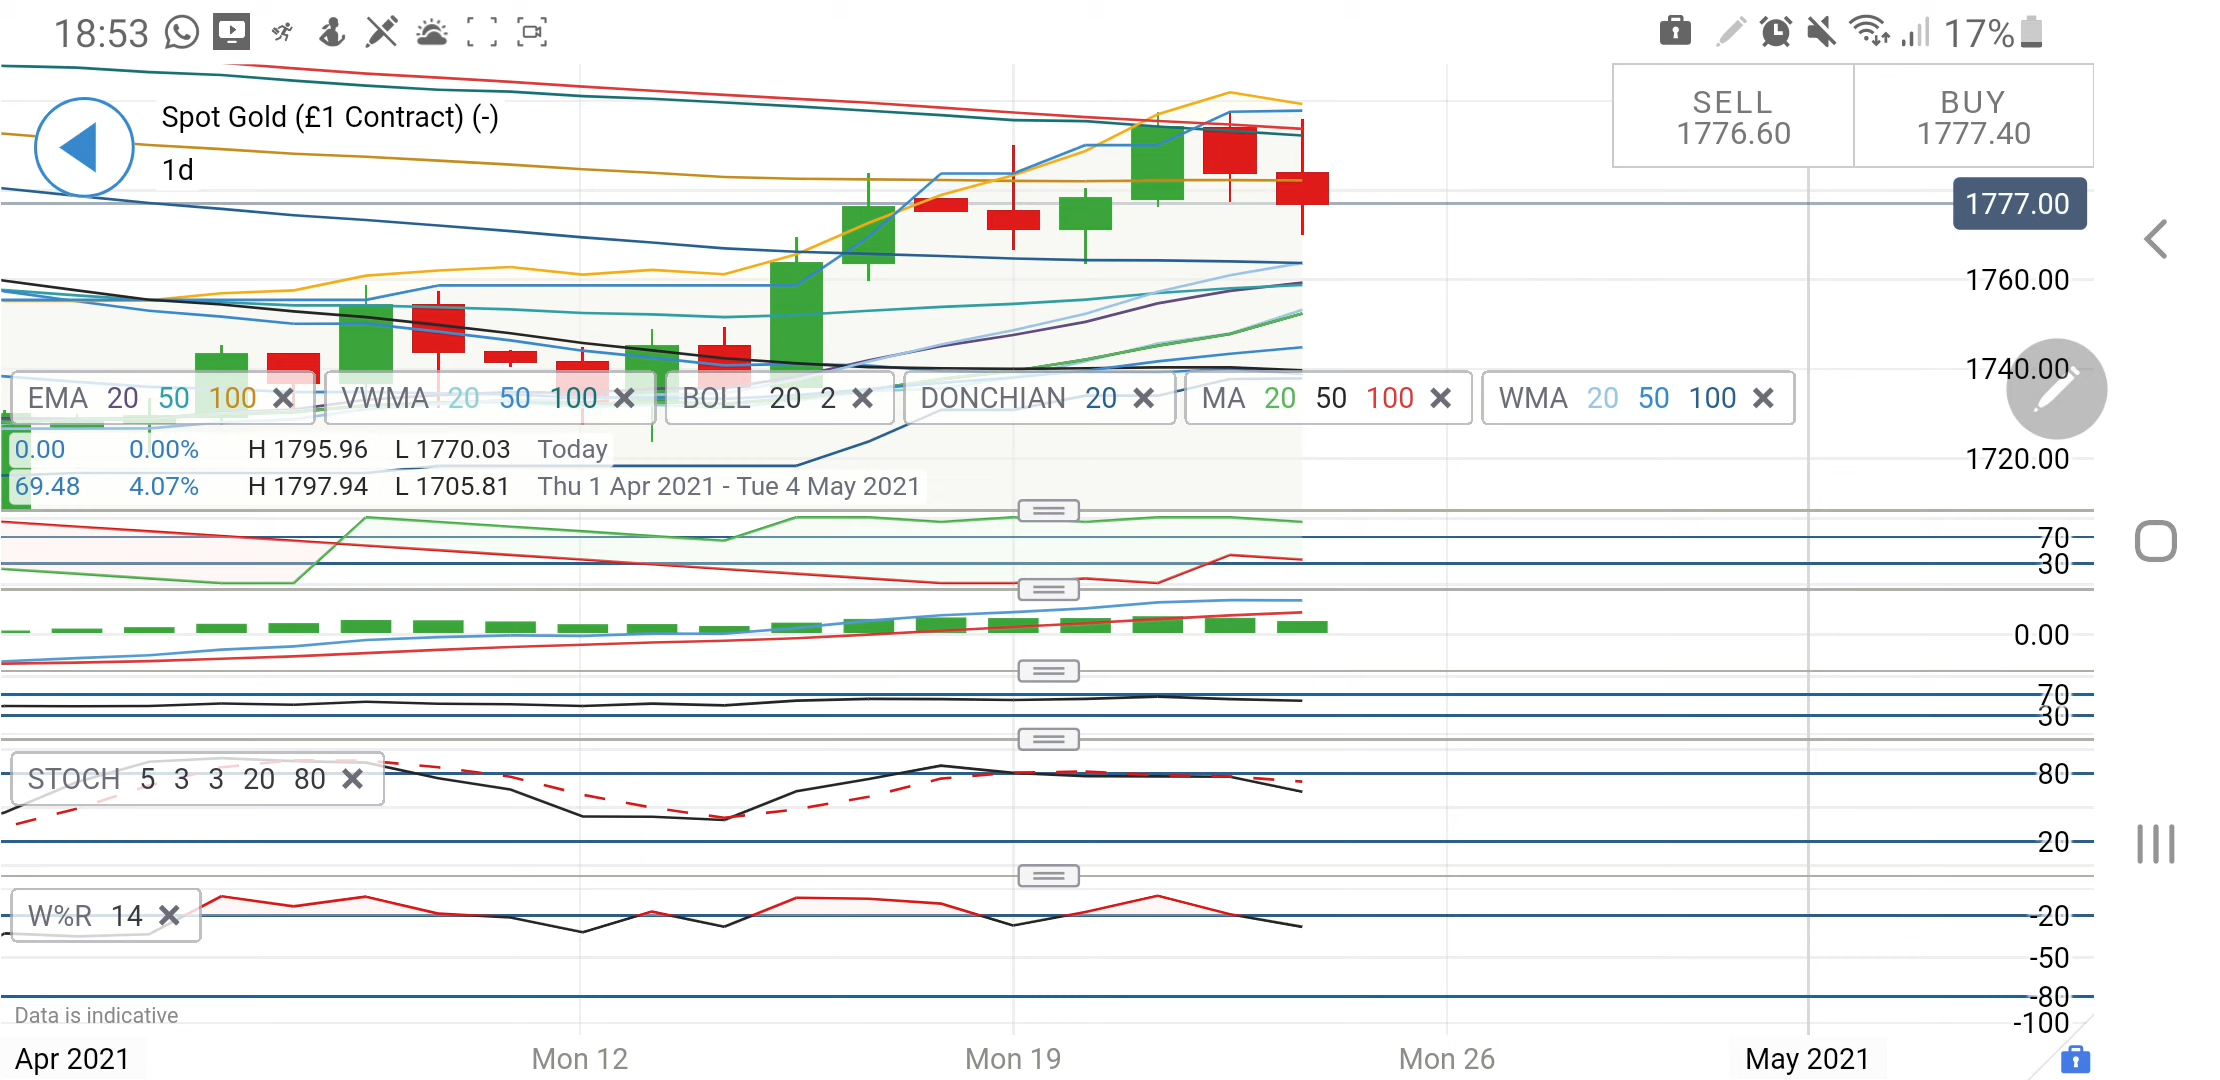 18:53
17%
Spot Gold (£1 Contract) (-)
1d
SELL
1776.60
BUY
1777.40
1777.00
1760.00
1740.00
1720.00
EMA 20 50 100
VWMA 20 50 100
BOLL 20 2
DONCHIAN 20
MA 20 50 100
WMA 20 50 100
0.00 0.00% H 1795.96 L 1770.03 Today
69.48 4.07% H 1797.94 L 1705.81 Thu 1 Apr 2021 - Tue 4 May 2021
70
30
0.00
70
30
STOCH 5 3 3 20 80
80
20
W%R 14
-20
-50
-80
-100
Data is indicative
Apr 2021 Mon 12 Mon 19 Mon 26 May 2021